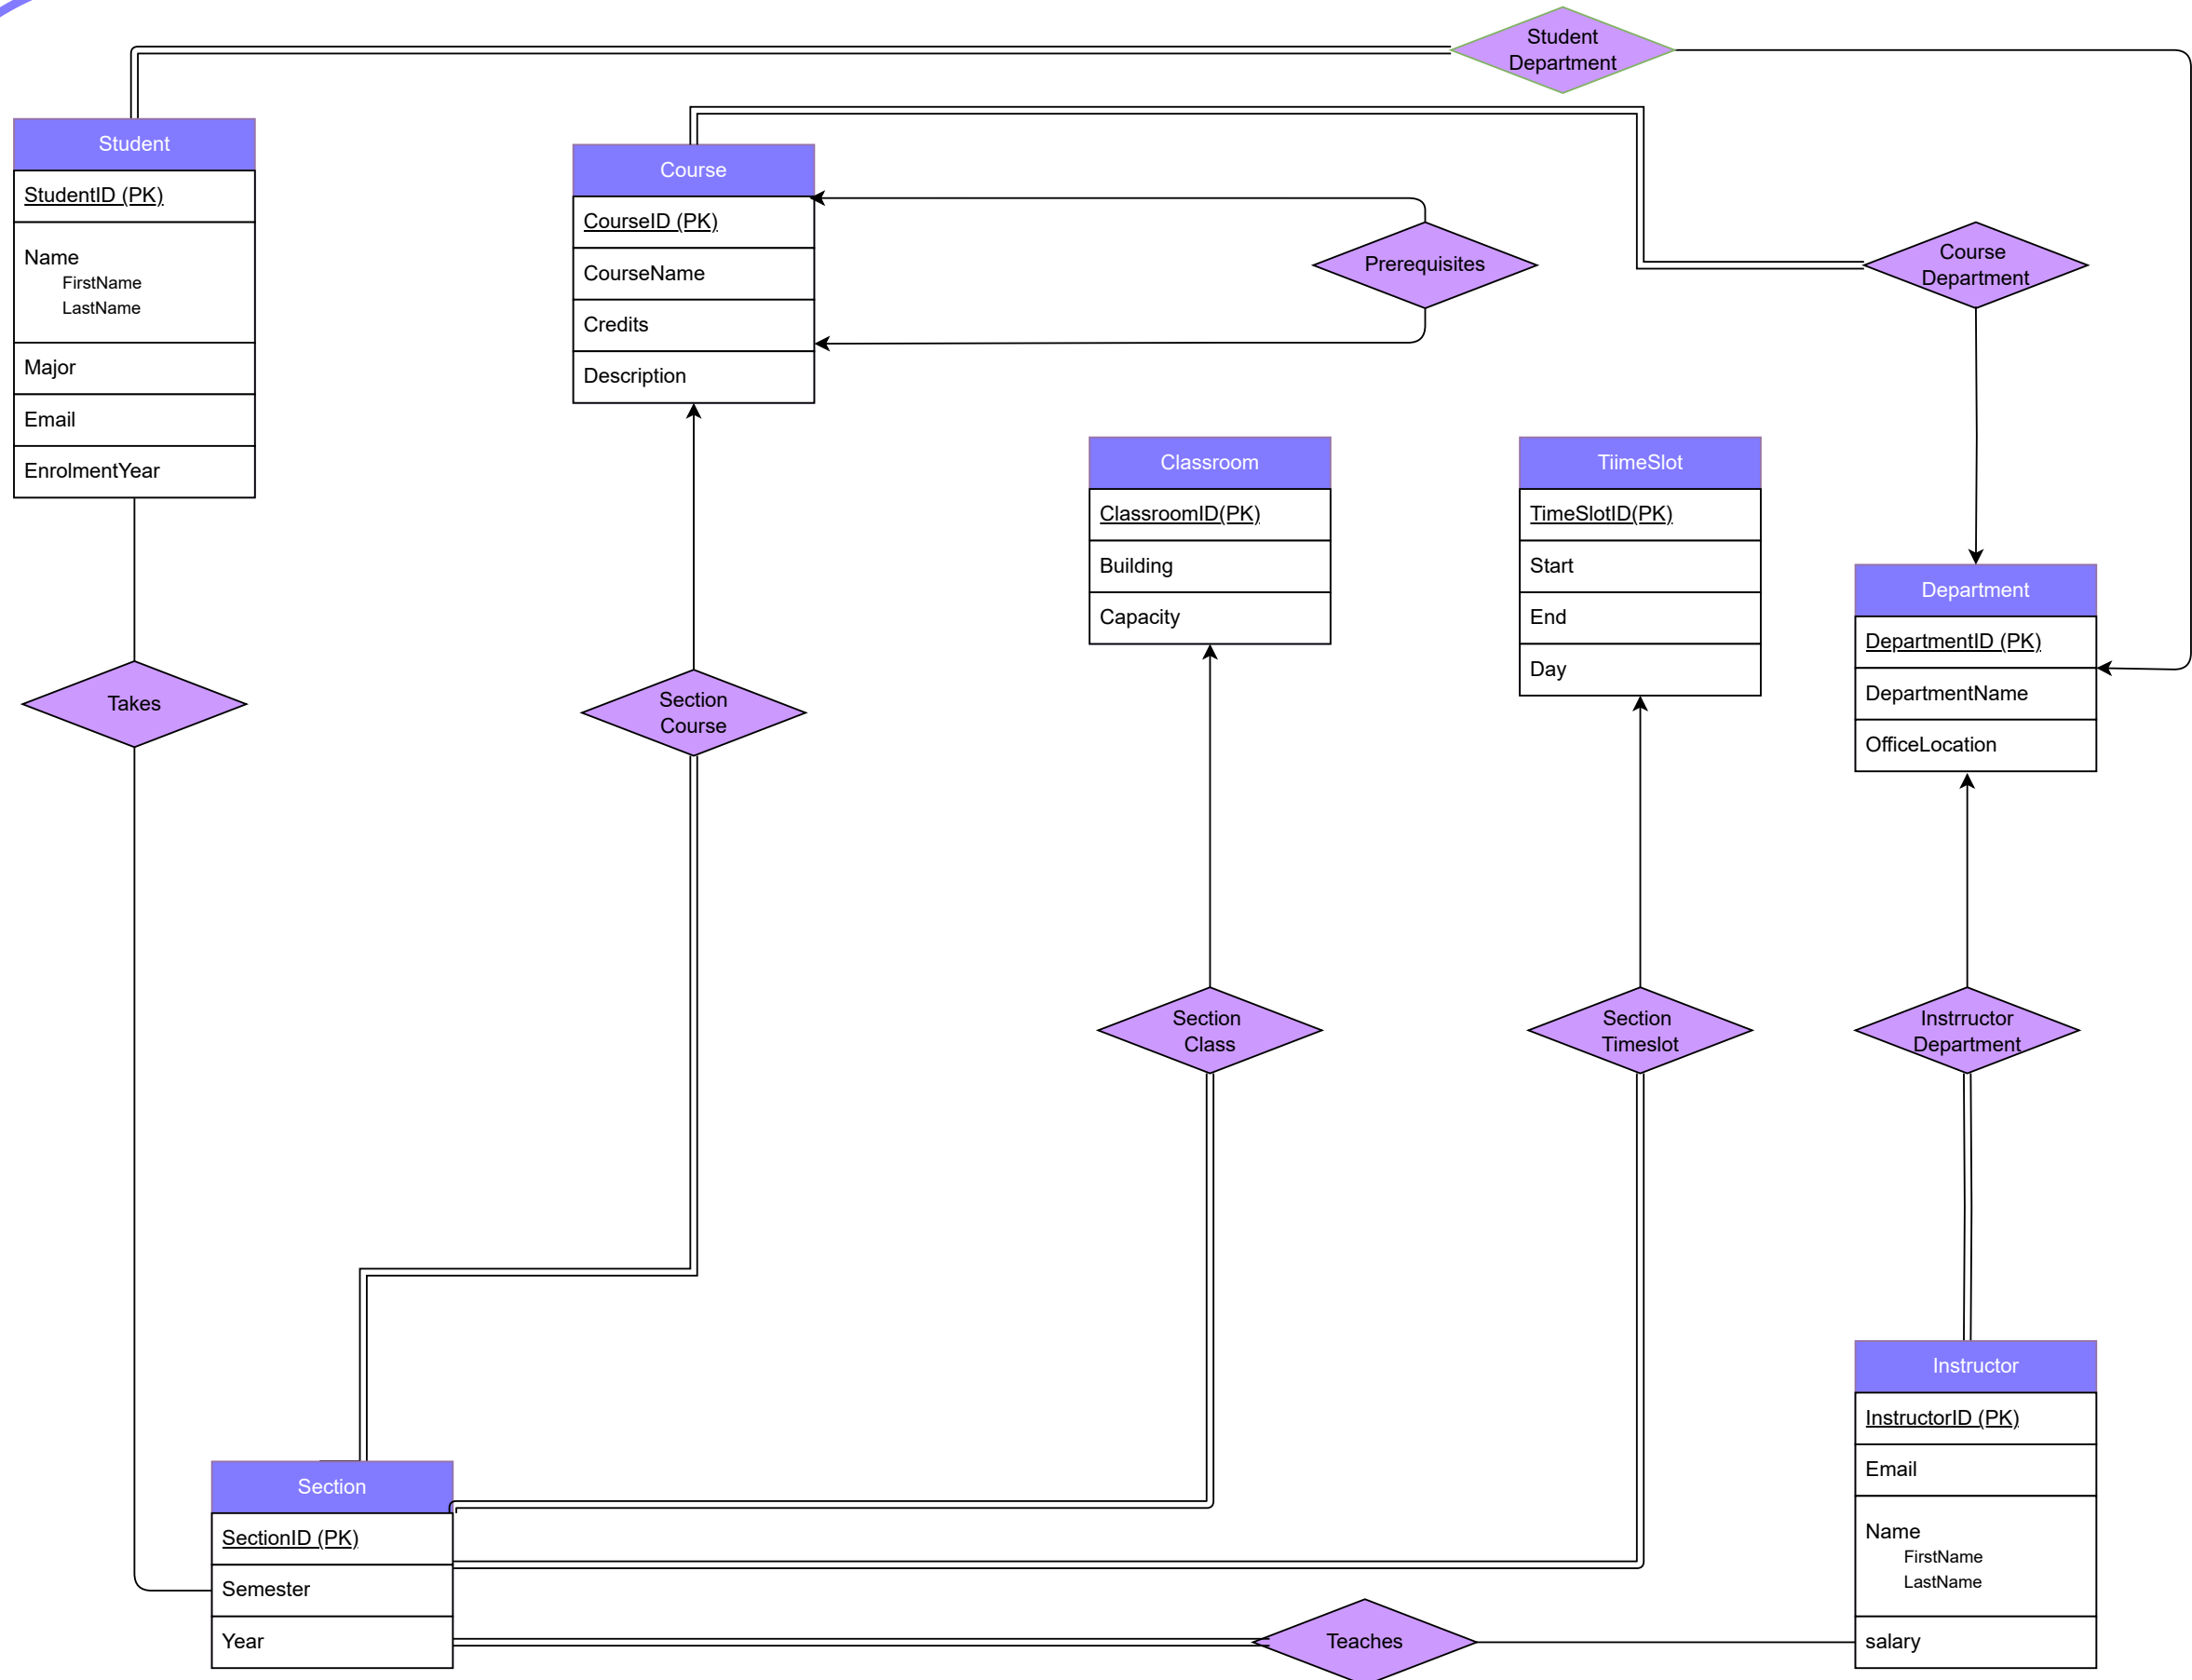 Student
Department
Student
StudentID (PK)
Name
FirstName
LastName
Major
Email
EnrolmentYear
Course
CourseID (PK)
CourseName
Credits
Description
Prerequisites
Course
Department
Classroom
ClassroomID(PK)
Building
Capacity
TiimeSlot
TimeSlotID(PK)
Start
End
Day
Department
DepartmentID (PK)
DepartmentName
OfficeLocation
Takes
Section
Course
Section
Class
Section
Timeslot
Instrructor
Department
Section
SectionID (PK)
Semester
Year
Teaches
Instructor
InstructorID (PK)
Email
Name
FirstName
LastName
salary